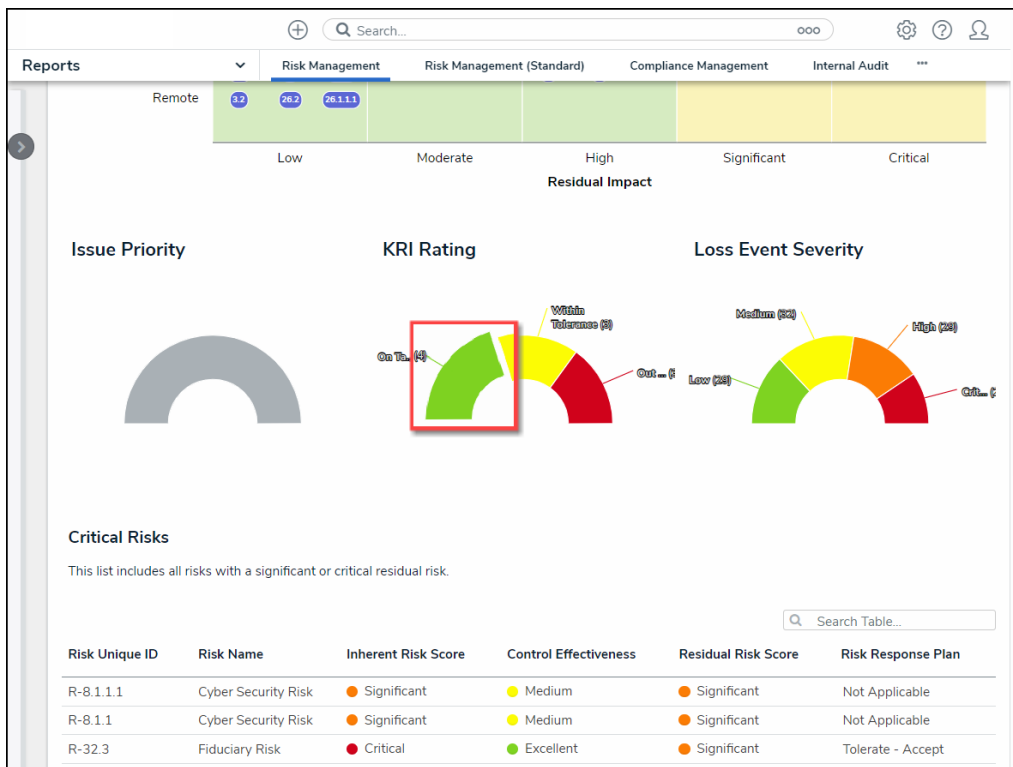 Search...
Reports
Risk Management
Risk Management (Standard)
Compliance Management
Internal Audit
Remote
3.2
26.2
26.1.1.1
Low
Moderate
High
Significant
Critical
Residual Impact
Issue Priority
KRI Rating
Loss Event Severity
On Ta... (4)
Within
Tolerance (3)
Out ...
Low (29)
Medium (32)
High (29)
Crit...
Critical Risks
This list includes all risks with a significant or critical residual risk.
Search Table...
Risk Unique ID Risk Name Inherent Risk Score Control Effectiveness Residual Risk Score Risk Response Plan
R-8.1.1.1 Cyber Security Risk Significant Medium Significant Not Applicable
R-8.1.1 Cyber Security Risk Significant Medium Significant Not Applicable
R-32.3 Fiduciary Risk Critical Excellent Significant Tolerate - Accept